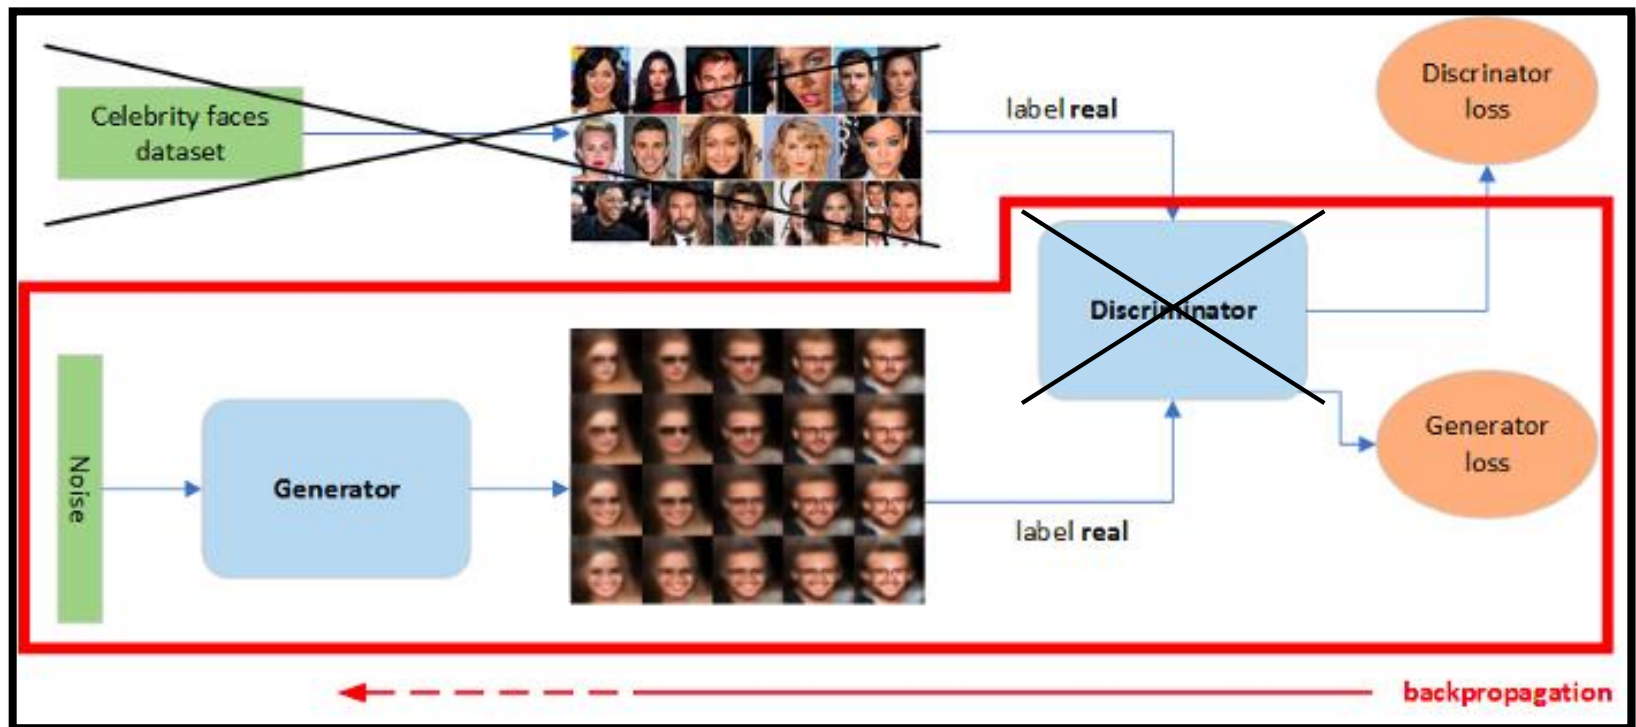 Celebrity faces
dataset
label real
Discrinator
loss
Discriminator
Noise
Generator
label real
Generator
loss
backpropagation